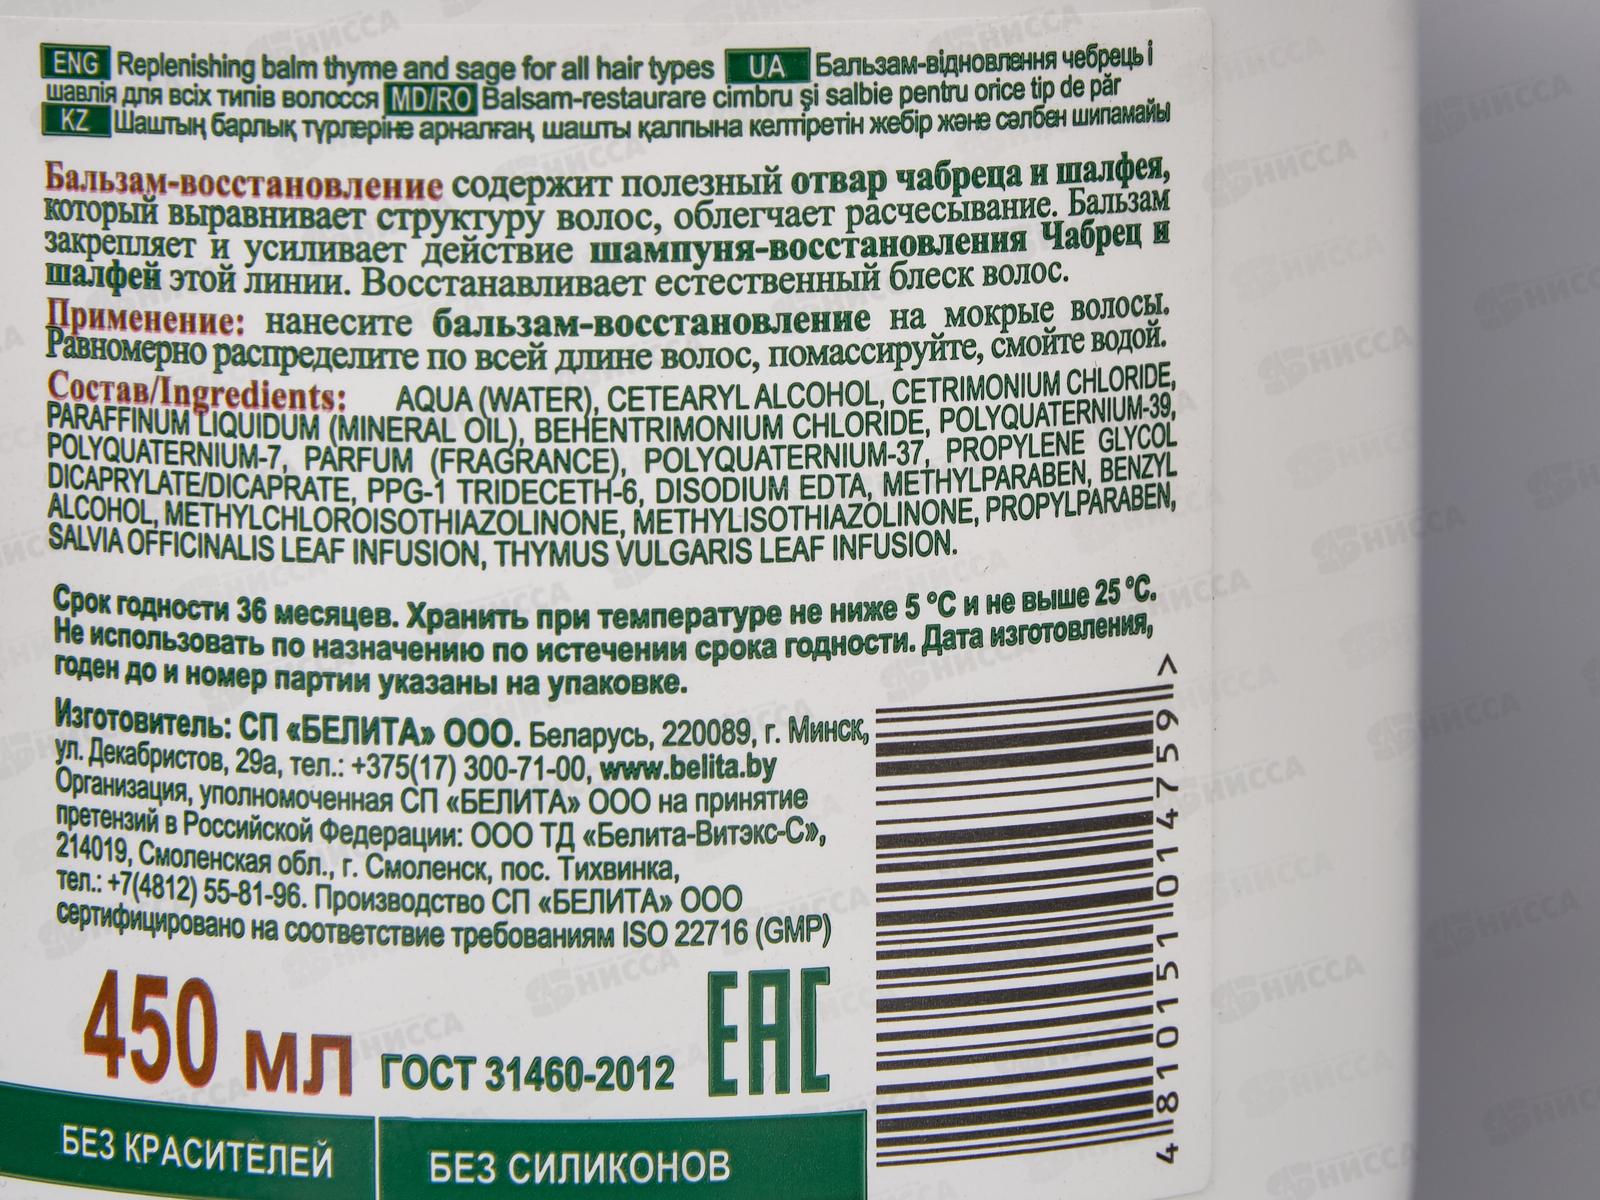 ENG Replenishing balm thyme and sage for all hair types UA Бальзам-відновлення чебрець і
шавлія для всіх типів волосся MD/RO Balsam-restaurare cimbru și salbie pentru orice tip de păr
KZ Шаштың барлық түрлеріне арналған, шашты қалпына келтіретін жебір және сәлбен шипамайы
Бальзам-восстановление содержит полезный отвар чабреца и шалфея,
который выравнивает структуру волос, облегчает расчесывание. Бальзам
закрепляет и усиливает действие шампуня-восстановления Чабрец и
шалфей этой линии. Восстанавливает естественный блеск волос.
Применение: нанесите бальзам-восстановление на мокрые волосы.
Равномерно распределите по всей длине волос, помассируйте, смойте водой.
Состав/Ingredients: AQUA (WATER), CETEARYL ALCOHOL, CETRIMONIUM CHLORIDE,
PARAFFINUM LIQUIDUM (MINERAL OIL), BEHENTRIMONIUM CHLORIDE, POLYQUATERNIUM-39,
POLYQUATERNIUM-7, PARFUM (FRAGRANCE), POLYQUATERNIUM-37, PROPYLENE GLYCOL
DICAPRYLATE/DICAPRATE, PPG-1 TRIDECETH-6, DISODIUM EDTA, METHYLPARABEN, BENZYL
ALCOHOL, METHYLCHLOROISOTHIAZOLINONE, METHYLISOTHIAZOLINONE, PROPYLPARABEN,
SALVIA OFFICINALIS LEAF INFUSION, THYMUS VULGARIS LEAF INFUSION.
Срок годности 36 месяцев. Хранить при температуре не ниже 5 °C и не выше 25 °C.
Не использовать по назначению по истечении срока годности. Дата изготовления,
годен до и номер партии указаны на упаковке.
Изготовитель: СП «БЕЛИТА» ООО. Беларусь, 220089, г. Минск,
ул. Декабристов, 29а, тел.: +375(17) 300-71-00, www.belita.by
Организация, уполномоченная СП «БЕЛИТА» ООО на принятие
претензий в Российской Федерации: ООО ТД «Белита-Витэкс-С»,
214019, Смоленская обл., г. Смоленск, пос. Тихвинка,
тел.: +7(4812) 55-81-96. Производство СП «БЕЛИТА» ООО
сертифицировано на соответствие требованиям ISO 22716 (GMP)
450 мл ГОСТ 31460-2012 EAC
4 810151 014759 >
БЕЗ КРАСИТЕЛЕЙ
БЕЗ СИЛИКОНОВ
НИССА